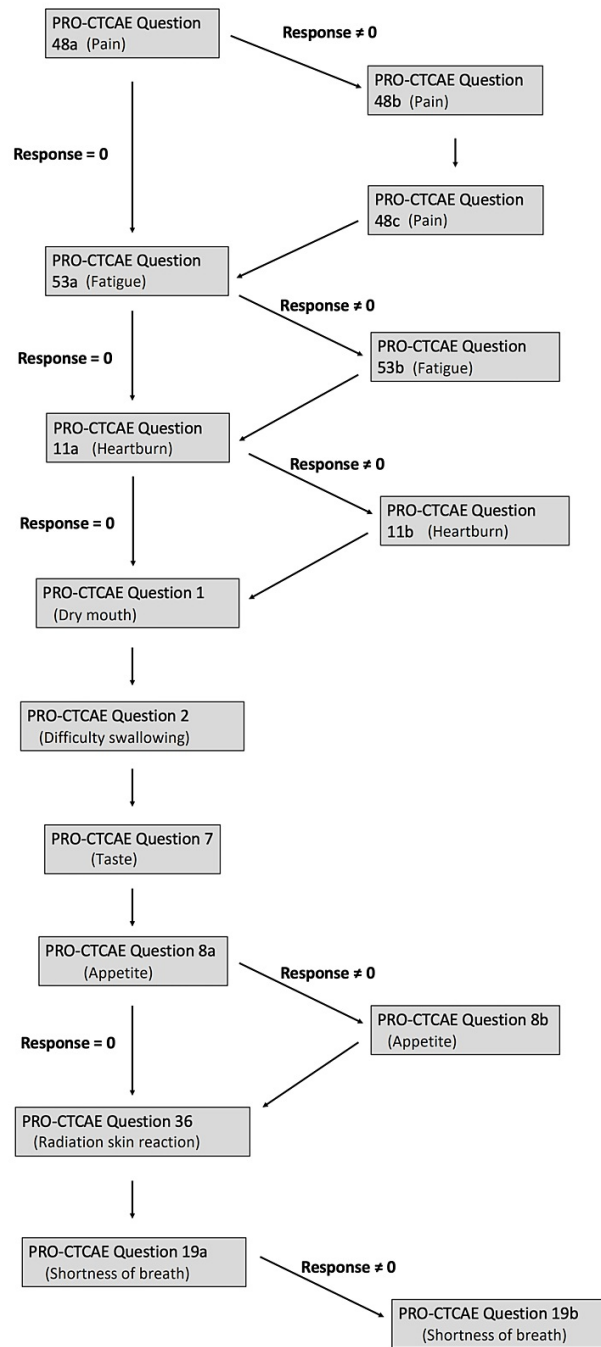 PRO-CTCAE Question
48a (Pain)
Response ≠ 0
PRO-CTCAE Question
48b (Pain)
Response = 0
PRO-CTCAE Question
48c (Pain)
PRO-CTCAE Question
53a (Fatigue)
Response ≠ 0
Response = 0
PRO-CTCAE Question
53b (Fatigue)
PRO-CTCAE Question
11a (Heartburn)
Response ≠ 0
Response = 0
PRO-CTCAE Question
11b (Heartburn)
PRO-CTCAE Question 1
(Dry mouth)
PRO-CTCAE Question 2
(Difficulty swallowing)
PRO-CTCAE Question 7
(Taste)
PRO-CTCAE Question 8a
(Appetite)
Response ≠ 0
Response = 0
PRO-CTCAE Question 8b
(Appetite)
PRO-CTCAE Question 36
(Radiation skin reaction)
PRO-CTCAE Question 19a
(Shortness of breath)
Response ≠ 0
PRO-CTCAE Question 19b
(Shortness of breath)